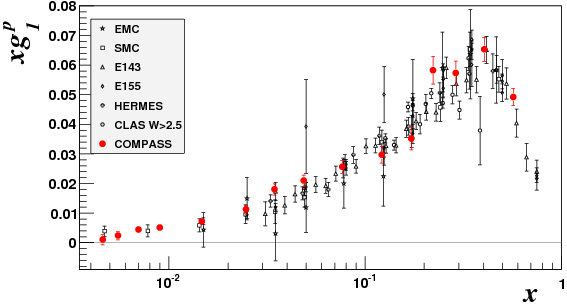 xg₁ᵖ
0.08
0.07
0.06
0.05
0.04
0.03
0.02
0.01
0
EMC
SMC
E143
E155
HERMES
CLAS W>2.5
COMPASS
10⁻²
10⁻¹
1
x